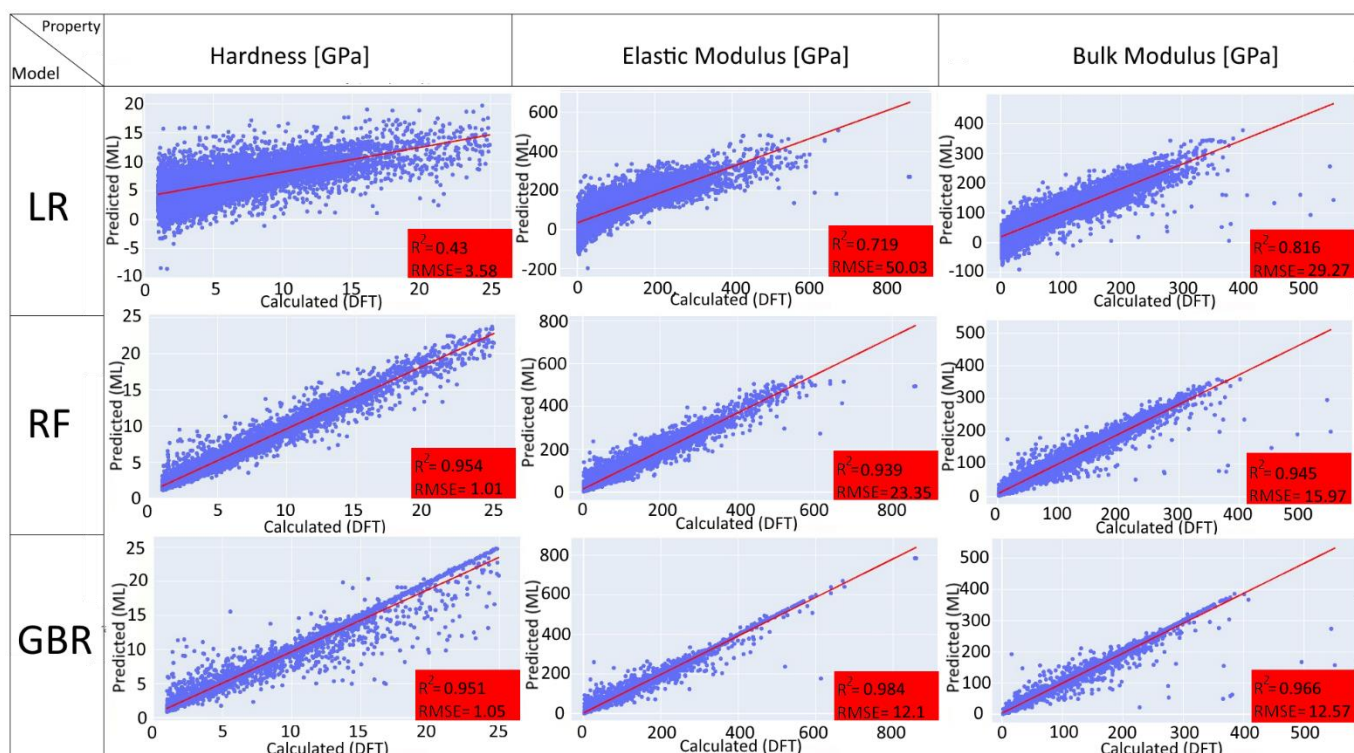 Property
Model
Hardness [GPa]
Elastic Modulus [GPa]
Bulk Modulus [GPa]
LR
Predicted (ML)
20
15
10
5
0
-5
-10
0
5
10
15
20
25
Calculated (DFT)
R²=0.43
RMSE=3.58
Predicted (ML)
600
400
200
0
-200
0
200
400
600
800
Calculated (DFT)
R²=0.719
RMSE=50.03
Predicted (ML)
400
300
200
100
0
-100
0
100
200
300
400
500
Calculated (DFT)
R²=0.816
RMSE=29.27
RF
Predicted (ML)
25
20
15
10
5
0
0
5
10
15
20
25
Calculated (DFT)
R²=0.954
RMSE= 1.01
Predicted (ML)
800
600
400
200
0
0
200
400
600
800
Calculated (DFT)
R²=0.939
RMSE=23.35
Predicted (ML)
500
400
300
200
100
0
0
100
200
300
400
500
Calculated (DFT)
R²=0.945
RMSE=15.97
GBR
Predicted (ML)
25
20
15
10
5
0
0
5
10
15
20
25
Calculated (DFT)
R²=0.951
RMSE=1.05
Predicted (ML)
800
600
400
200
0
0
200
400
600
800
Calculated (DFT)
R²=0.984
RMSE= 12.1
Predicted (ML)
500
400
300
200
100
0
0
100
200
300
400
500
Calculated (DFT)
R²=0.966
RMSE=12.57